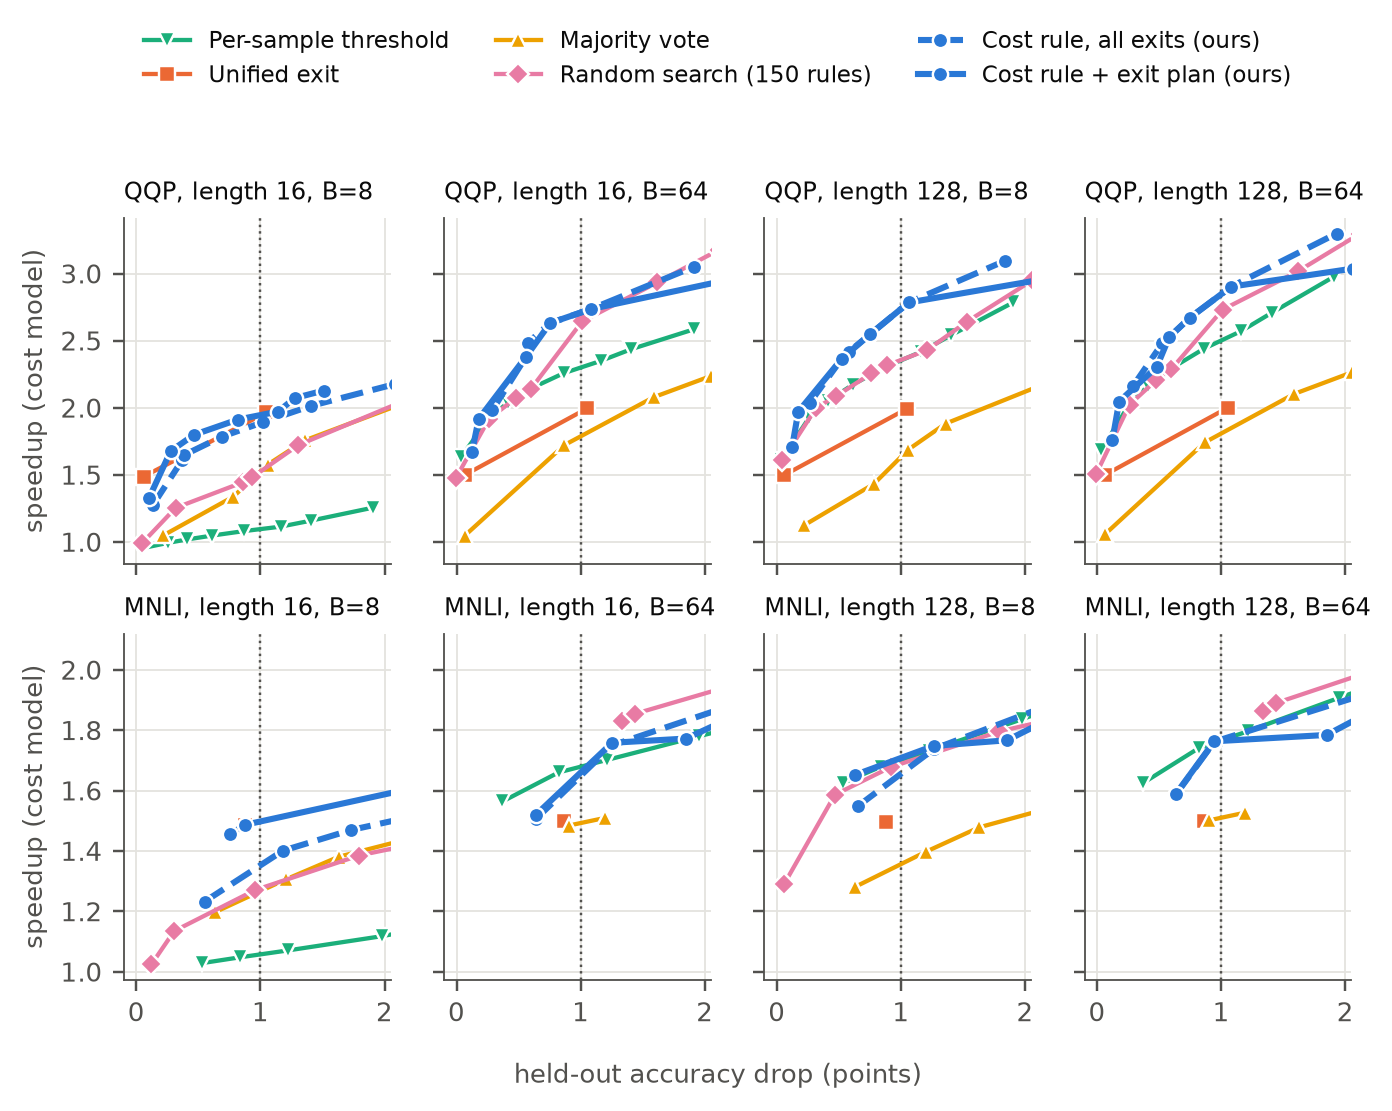 Per-sample threshold
Majority vote
Cost rule, all exits (ours)
Unified exit
Random search (150 rules)
Cost rule + exit plan (ours)
QQP, length 16, B=8
QQP, length 16, B=64
QQP, length 128, B=8
QQP, length 128, B=64
speedup (cost model)
3.0
2.5
2.0
1.5
1.0
MNLI, length 16, B=8
MNLI, length 16, B=64
MNLI, length 128, B=8
MNLI, length 128, B=64
speedup (cost model)
2.0
1.8
1.6
1.4
1.2
1.0
0 1 2
0 1 2
0 1 2
0 1 2
held-out accuracy drop (points)